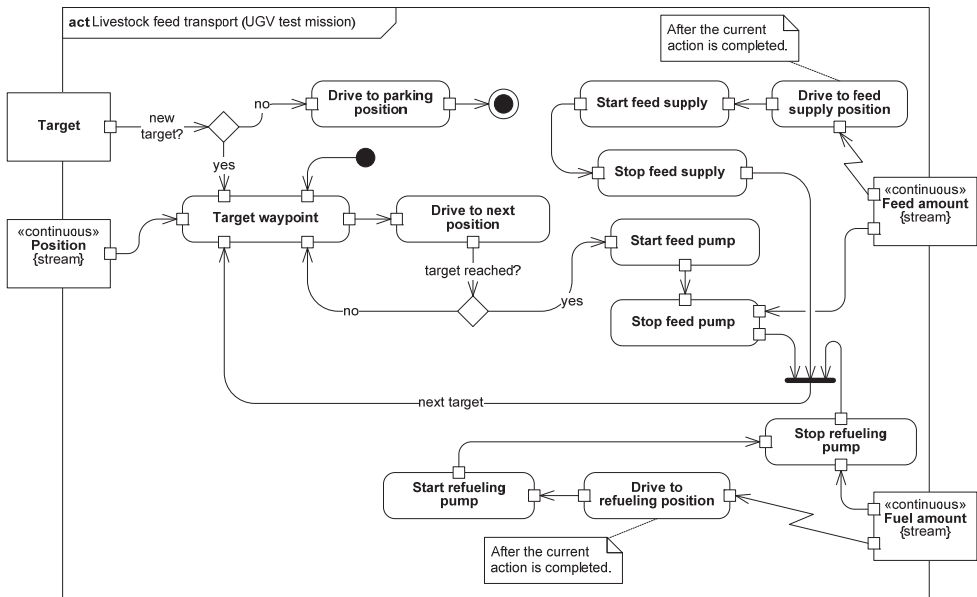 act Livestock feed transport (UGV test mission)
After the current
action is completed.
Target
new
target?
no
yes
Drive to parking
position
Start feed supply
Drive to feed
supply position
Stop feed supply
«continuous»
Position
{stream}
Target waypoint
Drive to next
position
«continuous»
Feed amount
{stream}
target reached?
no
yes
Start feed pump
Stop feed pump
next target
Stop refueling
pump
Start refueling
pump
Drive to
refueling position
«continuous»
Fuel amount
{stream}
After the current
action is completed.